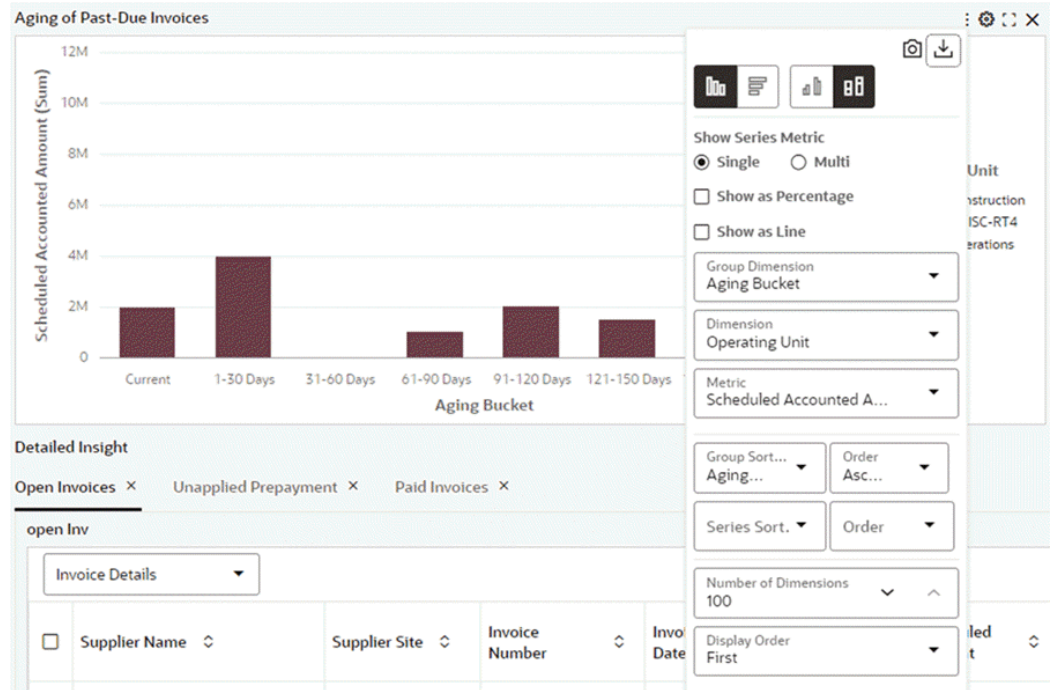 Aging of Past-Due Invoices
12M
10M
8M
6M
4M
2M
0
Scheduled Accounted Amount (Sum)
Current
1-30 Days
31-60 Days
61-90 Days
91-120 Days
121-150 Days
Aging Bucket
Show Series Metric
Single
Multi
Show as Percentage
Show as Line
Group Dimension
Aging Bucket
Dimension
Operating Unit
Metric
Scheduled Accounted A...
Group Sort...
Aging...
Order
Asc...
Series Sort.
Order
Number of Dimensions
100
Display Order
First
Unit
nstruction
ISC-RT4
erations
Detailed Insight
Open Invoices
Unapplied Prepayment
Paid Invoices
open Inv
Invoice Details
Supplier Name
Supplier Site
Invoice
Number
Invoi
Date
led
t